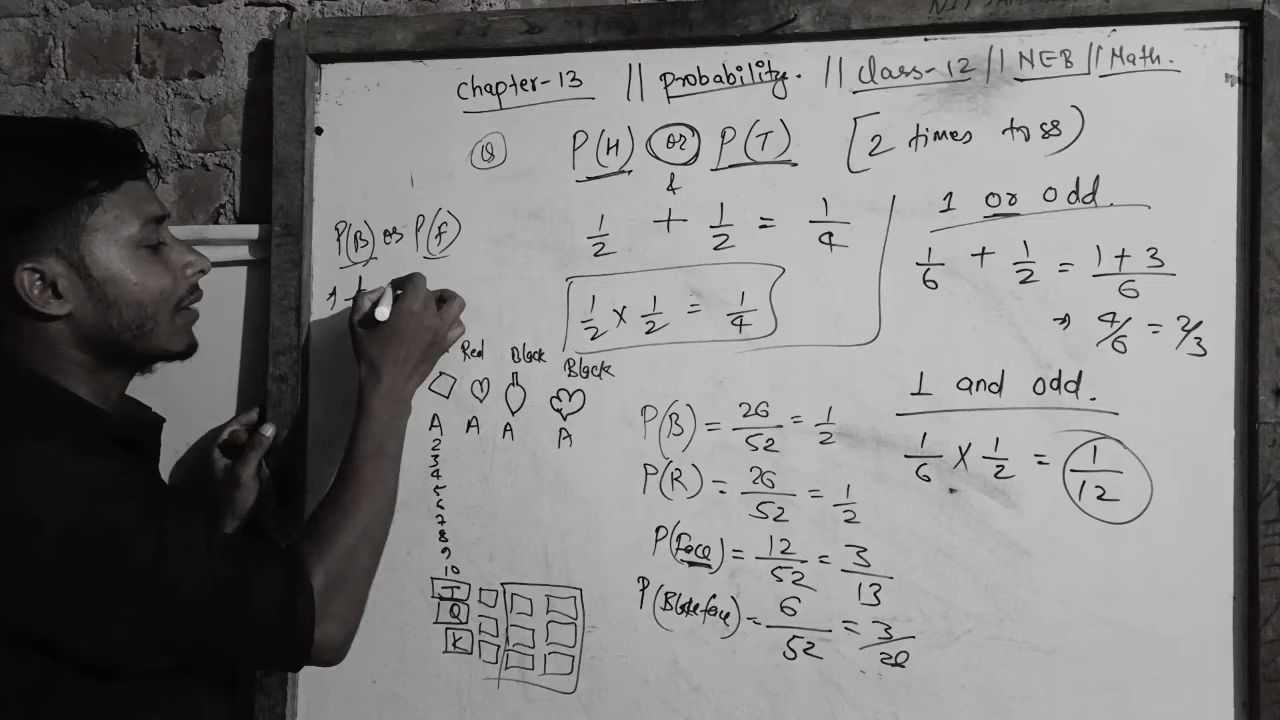 Chapter-13 || Probability. || Class-12 || NEB || Math.
Q P(H) or P(T) [2 times toss)
&
1/2 + 1/2 = 1/4
1/2 × 1/2 = 1/4
1 or odd.
1/6 + 1/2 = 1+3/6
⇒ 4/6 = 2/3
1 and odd.
1/6 × 1/2 = 1/12
P(B) or P(f)
Red Black Black
A A A A
2
3
4
5
6
7
8
9
10
J
Q
K
P(B) = 26/52 = 1/2
P(R) = 26/52 = 1/2
P(Face) = 12/52 = 3/13
P(Black face) = 6/52 = 3/26